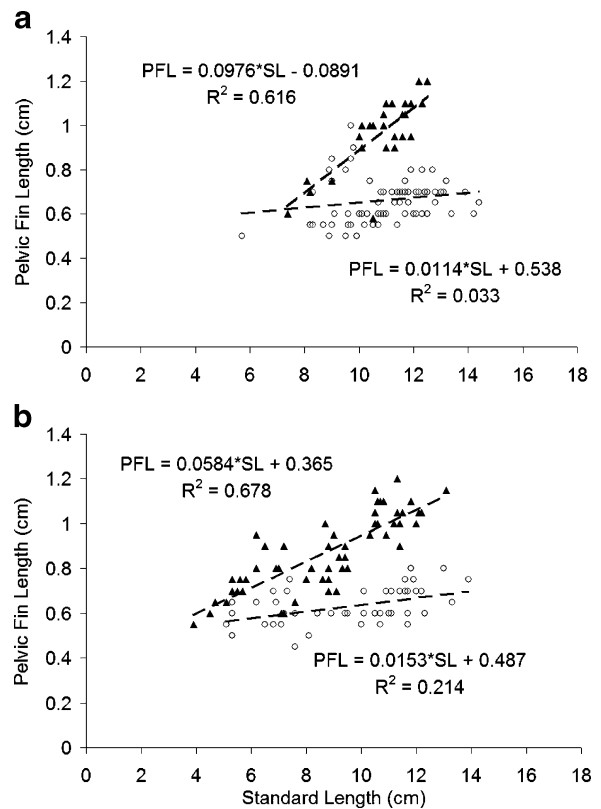 a
1.4
1.2
1
0.8
0.6
0.4
0.2
0
Pelvic Fin Length (cm)
PFL = 0.0976*SL - 0.0891
R² = 0.616
PFL = 0.0114*SL + 0.538
R² = 0.033
0 2 4 6 8 10 12 14 16 18
b
1.4
1.2
1
0.8
0.6
0.4
0.2
0
Pelvic Fin Length (cm)
PFL = 0.0584*SL + 0.365
R² = 0.678
PFL = 0.0153*SL + 0.487
R² = 0.214
0 2 4 6 8 10 12 14 16 18
Standard Length (cm)